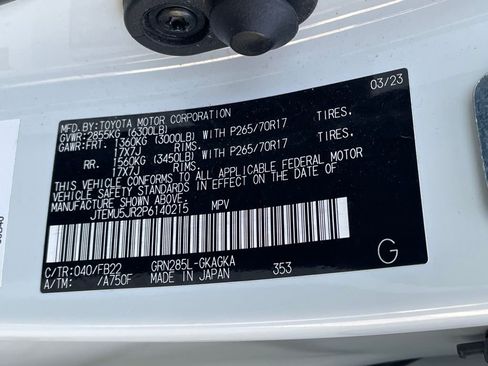 03/23
MFD.BY:TOYOTA MOTOR CORPORATION
GVWR:2855KG (6300LB)
GAWR:FRT. 1360KG (3000LB) WITH P265/70R17 TIRES,
17X7J RIMS.
RR. 1560KG (3450LB) WITH P265/70R17 TIRES,
17X7J RIMS.
THIS VEHICLE CONFORMS TO ALL APPLICABLE FEDERAL MOTOR
VEHICLE SAFETY STANDARDS IN EFFECT ON THE DATE OF
MANUFACTURE SHOWN ABOVE.
JTEMU5JR2P6140215 MPV
C/TR:040/FB22 GRN285L-GKAGKA 353 G
A/TM: /A750F MADE IN JAPAN